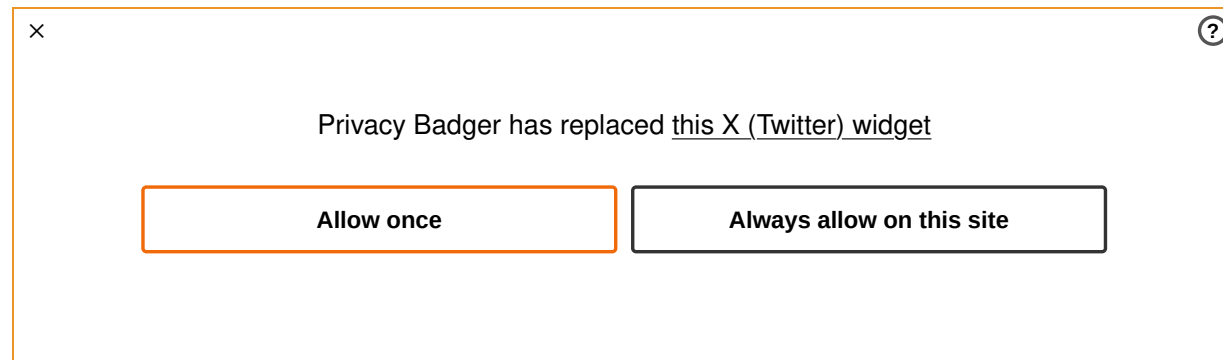 ×
?
Privacy Badger has replaced this X (Twitter) widget
Allow once
Always allow on this site